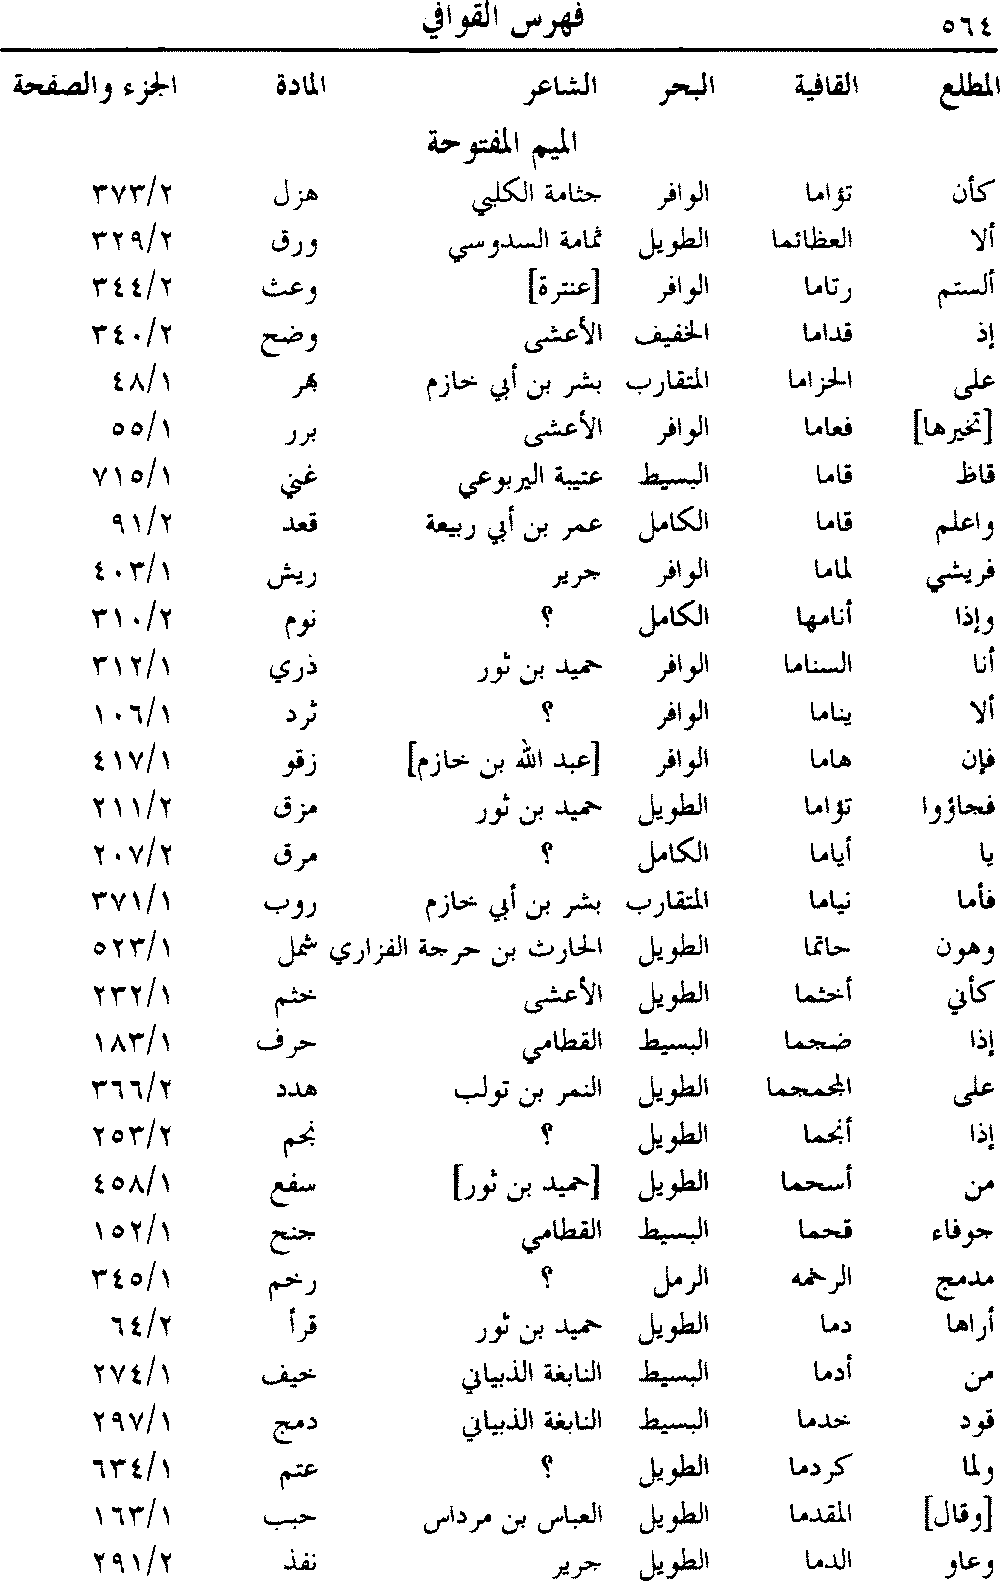 ٥٦٤ فهرس القوافي
المطلع القافية البحر الشاعر المادة الجزء والصفحة
الميم المفتوحة
كأن تؤاما الوافر جثامة الكلبي هزل ٣٧٣/٢
ألا العظائما الطويل ثمامة السدوسي ورق ٣٢٩/٢
ألستم رتاما الوافر [عنترة] وعث ٣٤٤/٢
إذ قداما الخفيف الأعشى وضح ٣٤٠/٢
على الحزاما المتقارب بشر بن أبي خازم بهر ٤٨/١
[تخيرها] فعاما الوافر الأعشى برر ٥٥/١
قاظ قاما البسيط عتيبة اليربوعي غني ٧١٥/١
واعلم قاما الكامل عمر بن أبي ربيعة قعد ٩١/٢
فريشي لماما الوافر جرير ريش ٤٠٣/١
وإذا أنامها الكامل ؟ نوم ٣١٠/٢
أنا السناما الوافر حميد بن ثور ذري ٣١٢/١
ألا يناما الوافر ؟ ثرد ١٠٦/١
فإن هاما الوافر [عبد الله بن خازم] زقو ٤١٧/١
فجاؤوا تؤاما الطويل حميد بن ثور مزق ٢١١/٢
يا أياما الكامل ؟ مرق ٢٠٧/٢
فأما نياما المتقارب بشر بن أبي خازم روب ٣٧١/١
وهون حاتما الطويل الحارث بن حرجة الفزاري شمل ٥٢٣/١
كأني أخثما الطويل الأعشى خثم ٢٣٢/١
إذا ضجما البسيط القطامي حرف ١٨٣/١
على المجمجما الطويل النمر بن تولب هدد ٣٦٦/٢
إذا أنجما الطويل ؟ نجم ٢٥٣/٢
من أسحما الطويل [حميد بن ثور] سفع ٤٥٨/١
جوفاء قحما البسيط القطامي جنح ١٥٢/١
مدمج الرخمه الرمل ؟ رخم ٣٤٥/١
أراها دما الطويل حميد بن ثور قرأ ٦٤/٢
من أدما البسيط النابغة الذبياني خيف ٢٧٤/١
قود خدما البسيط النابغة الذبياني دمج ٢٩٧/١
ولما كردما الطويل ؟ عتم ٦٣٤/١
[وقال] المقدما الطويل العباس بن مرداس حبب ١٦٣/١
وعاو الدما الطويل جرير نفذ ٢٩١/٢